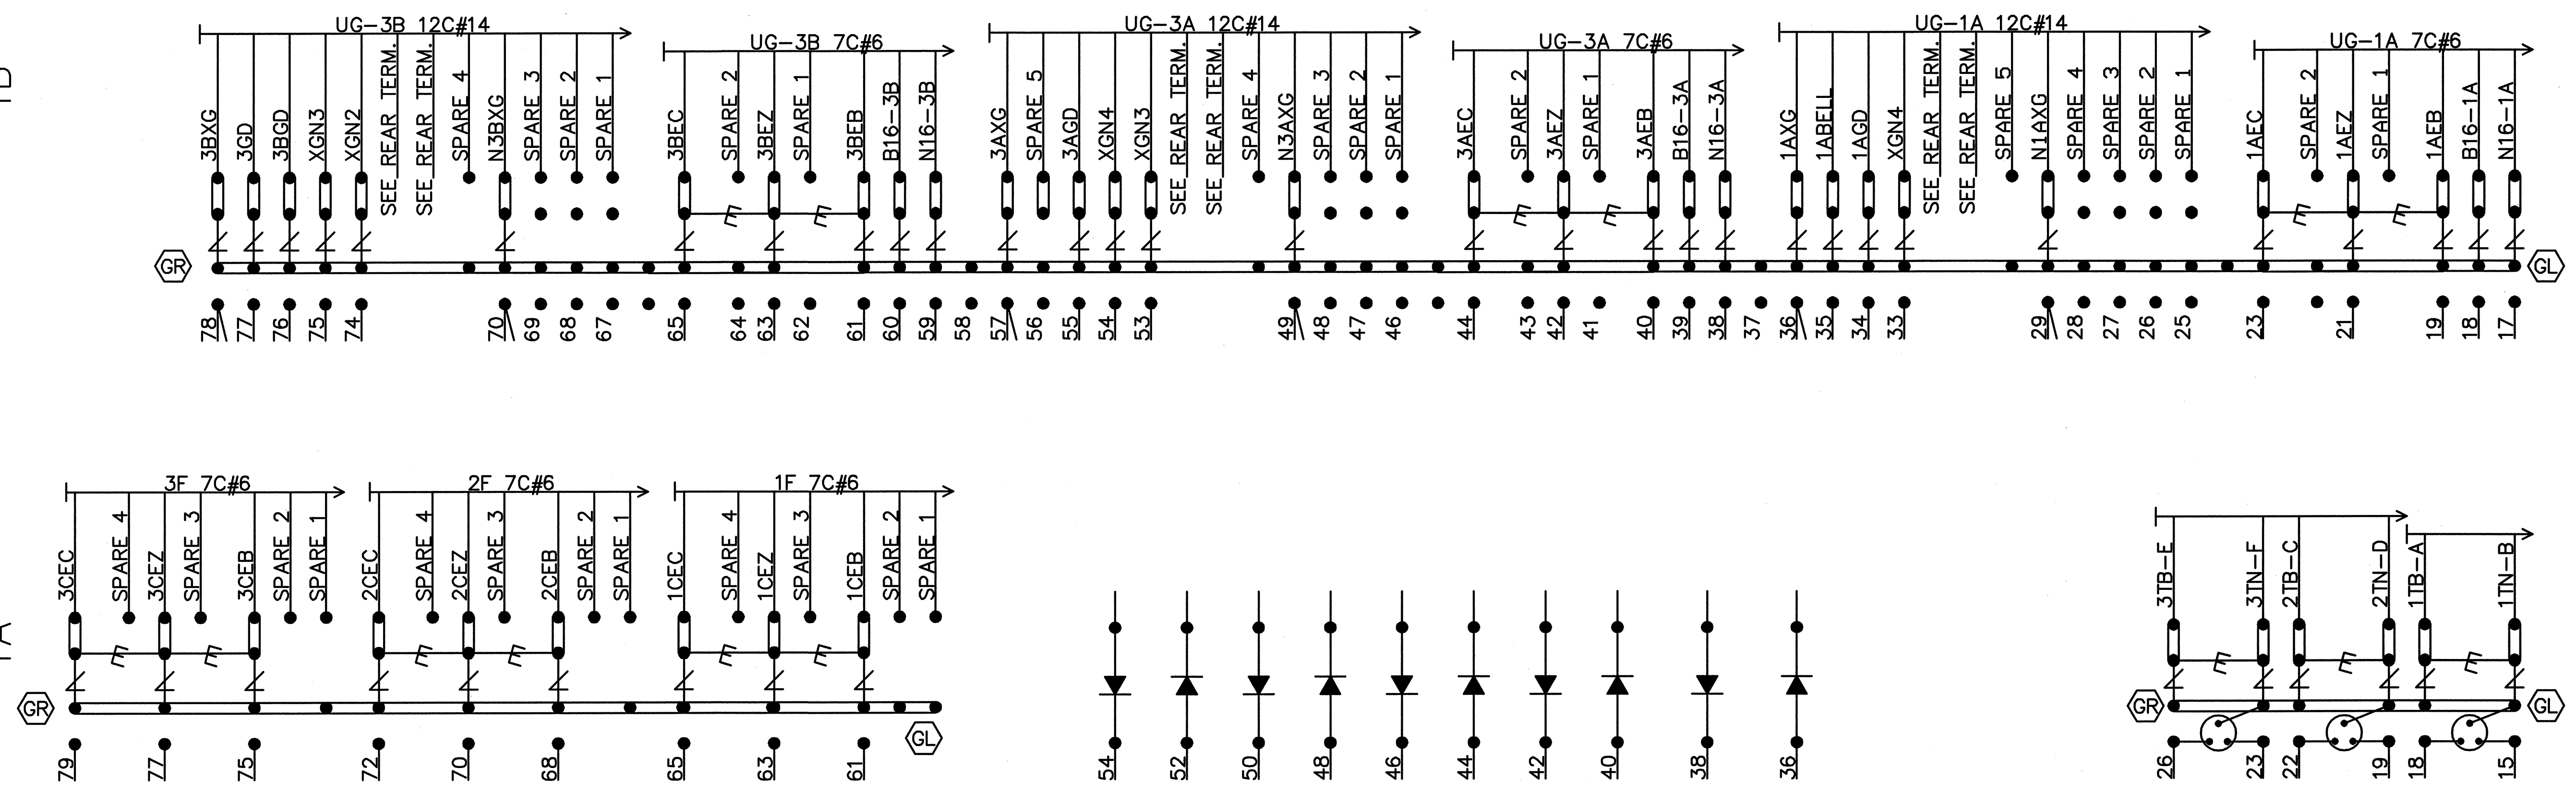 UG-3B 12C#14
3BXG 3GD 3BGD XGN3 XGN2 SEE REAR TERM. SEE REAR TERM. SPARE 4 N3BXG SPARE 3 SPARE 2 SPARE 1
UG-3B 7C#6
3BEC SPARE 2 3BEZ SPARE 1 3BEB B16-3B N16-3B
UG-3A 12C#14
3AXG SPARE 5 3AGD XGN4 XGN3 SEE REAR TERM. SEE REAR TERM. SPARE 4 N3AXG SPARE 3 SPARE 2 SPARE 1
UG-3A 7C#6
3AEC SPARE 2 3AEZ SPARE 1 3AEB B16-3A N16-3A
UG-1A 12C#14
1AXG 1ABELL 1AGD XGN4 SEE REAR TERM. SEE REAR TERM. SPARE 5 N1AXG SPARE 4 SPARE 3 SPARE 2 SPARE 1
UG-1A 7C#6
1AEC SPARE 2 1AEZ SPARE 1 1AEB B16-1A N16-1A
GR GL
78 77 76 75 74 70 69 68 67 65 64 63 62 61 60 59 58 57 56 55 54 53 49 48 47 46 44 43 42 41 40 39 38 37 36 35 34 33 29 28 27 26 25 23 21 19 18 17
3F 7C#6
3CEC SPARE 4 3CEZ SPARE 3 3CEB SPARE 2 SPARE 1
2F 7C#6
2CEC SPARE 4 2CEZ SPARE 3 2CEB SPARE 2 SPARE 1
1F 7C#6
1CEC SPARE 4 1CEZ SPARE 3 1CEB SPARE 2 SPARE 1
GR GL
79 77 75 72 70 68 65 63 61
54 52 50 48 46 44 42 40 38 36
3TB-E 3TN-F 2TB-C 2TN-D 1TB-A 1TN-B
GR GL
26 23 22 19 18 15